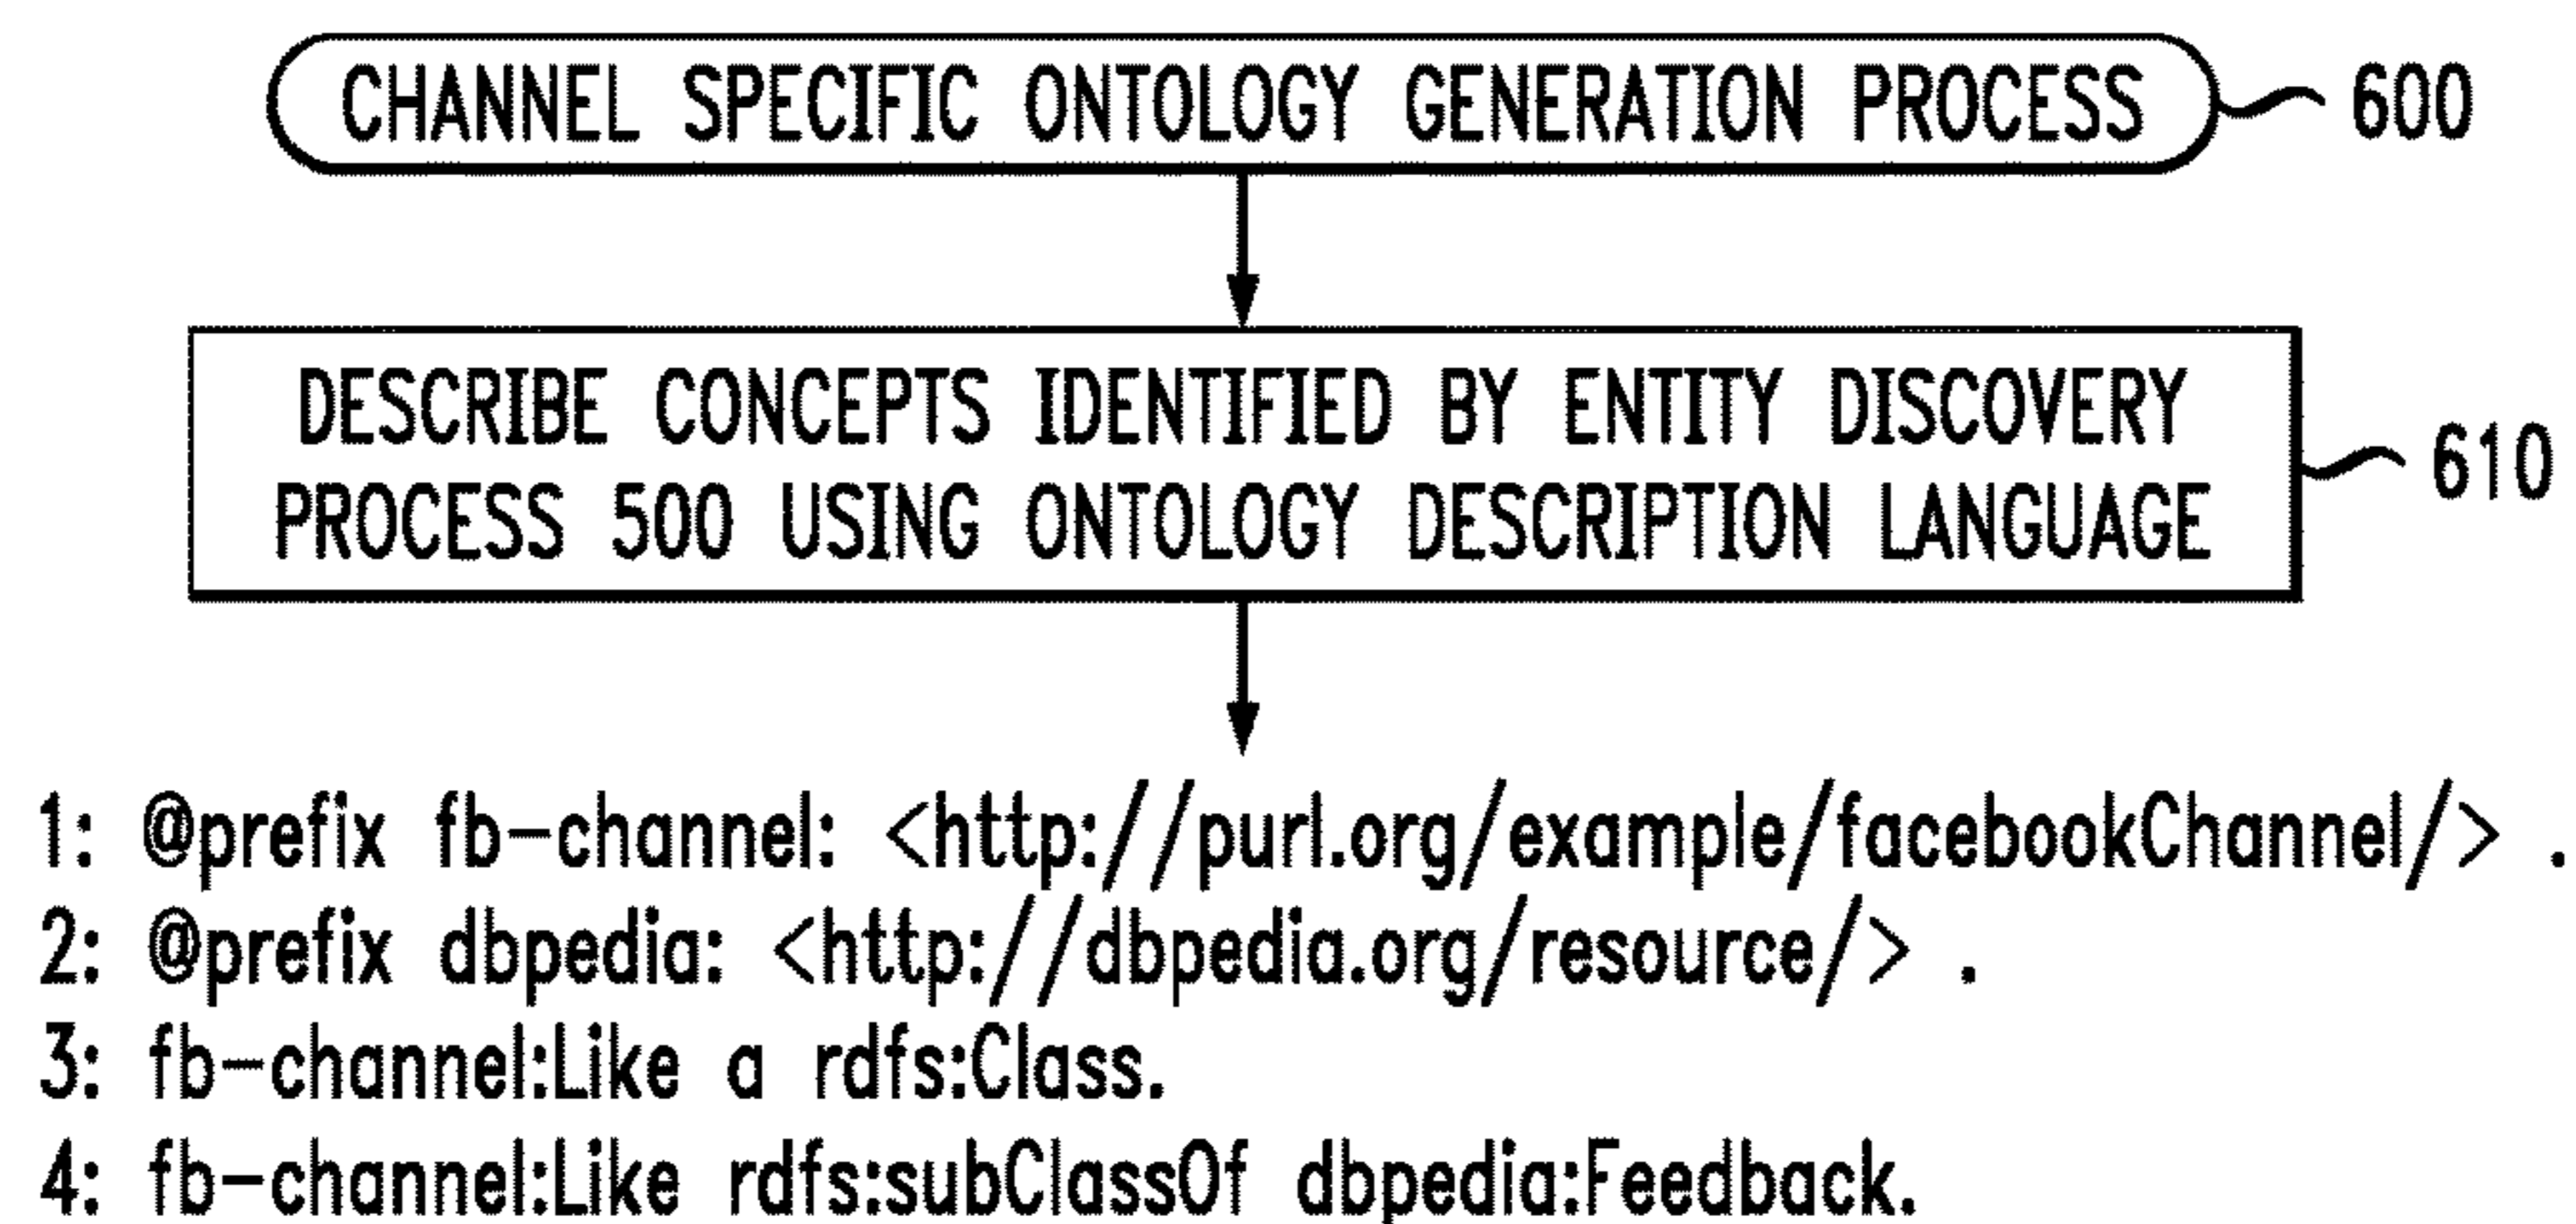 CHANNEL SPECIFIC ONTOLOGY GENERATION PROCESS 600
DESCRIBE CONCEPTS IDENTIFIED BY ENTITY DISCOVERY
PROCESS 500 USING ONTOLOGY DESCRIPTION LANGUAGE
610
1: @prefix fb-channel: <http://purl.org/example/facebookChannel/> .
2: @prefix dbpedia: <http://dbpedia.org/resource/> .
3: fb-channel:Like a rdfs:Class.
4: fb-channel:Like rdfs:subClassOf dbpedia:Feedback.